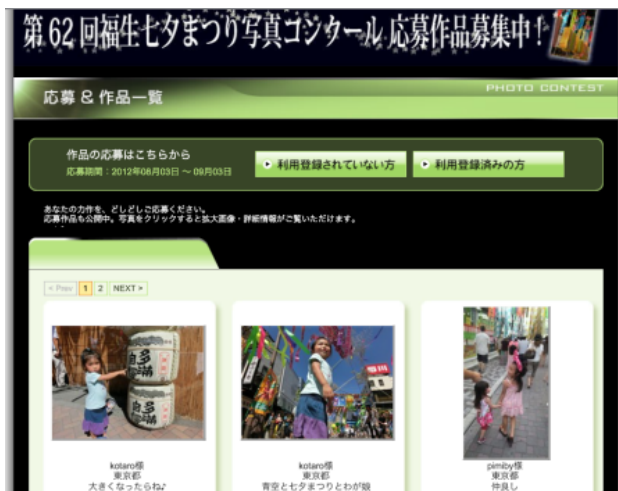 第62回福生七夕まつり写真コンクール 応募作品募集中！
応募 & 作品一覧
PHOTO CONTEST
作品の応募はこちらから
応募期間：2012年08月03日 ～ 09月03日
利用登録されていない方
利用登録済みの方
あなたの力作を、どしどしご応募ください。
応募作品も公開中。写真をクリックすると拡大画像・詳細情報がご覧いただけます。
< Prev 1 2 NEXT >
kotaro様
東京都
大きくなったらね♪
kotaro様
東京都
青空と七夕まつりとわが娘
pimiby様
東京都
仲良し